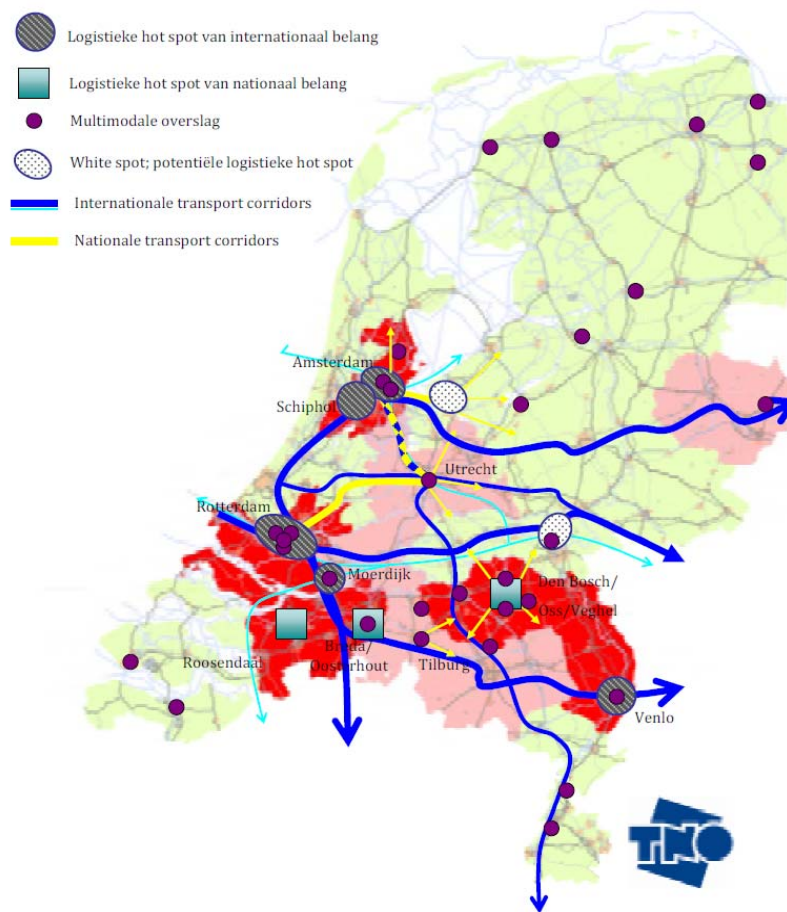 Logistieke hot spot van internationaal belang
Logistieke hot spot van nationaal belang
Multimodale overslag
White spot; potentiële logistieke hot spot
Internationale transport corridors
Nationale transport corridors
Amsterdam
Schiphol
Utrecht
Rotterdam
Moerdijk
Den Bosch/
Oss/Veghel
Roosendaal
Breda/
Oosterhout
Tilburg
Venlo
TNO